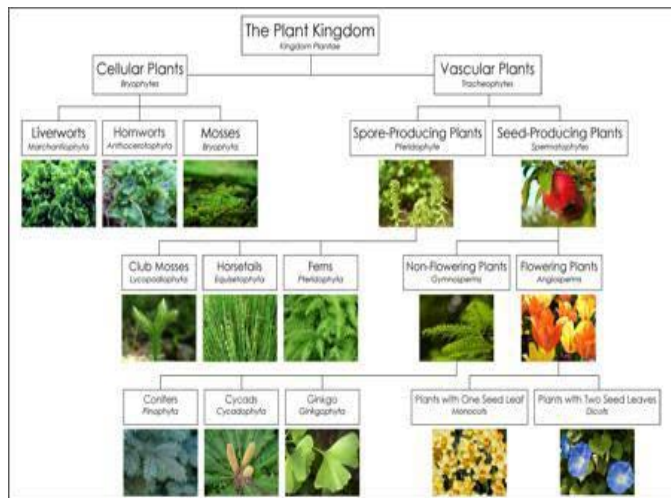 The Plant Kingdom
Kingdom Plantae
Cellular Plants
Bryophytes
Vascular Plants
Tracheophytes
Liverworts
Marchantiophyta
Hornworts
Anthocerotophyta
Mosses
Bryophyta
Spore-Producing Plants
Pteridophyte
Seed-Producing Plants
Spermatophytes
Club Mosses
Lycopodiophyta
Horsetails
Equisetophyta
Ferns
Pteridophyta
Non-Flowering Plants
Gymnosperms
Flowering Plants
Angiosperms
Conifers
Pinophyta
Cycads
Cycadophyta
Ginkgo
Ginkgophyta
Plants with One Seed Leaf
Monocots
Plants with Two Seed Leaves
Dicots